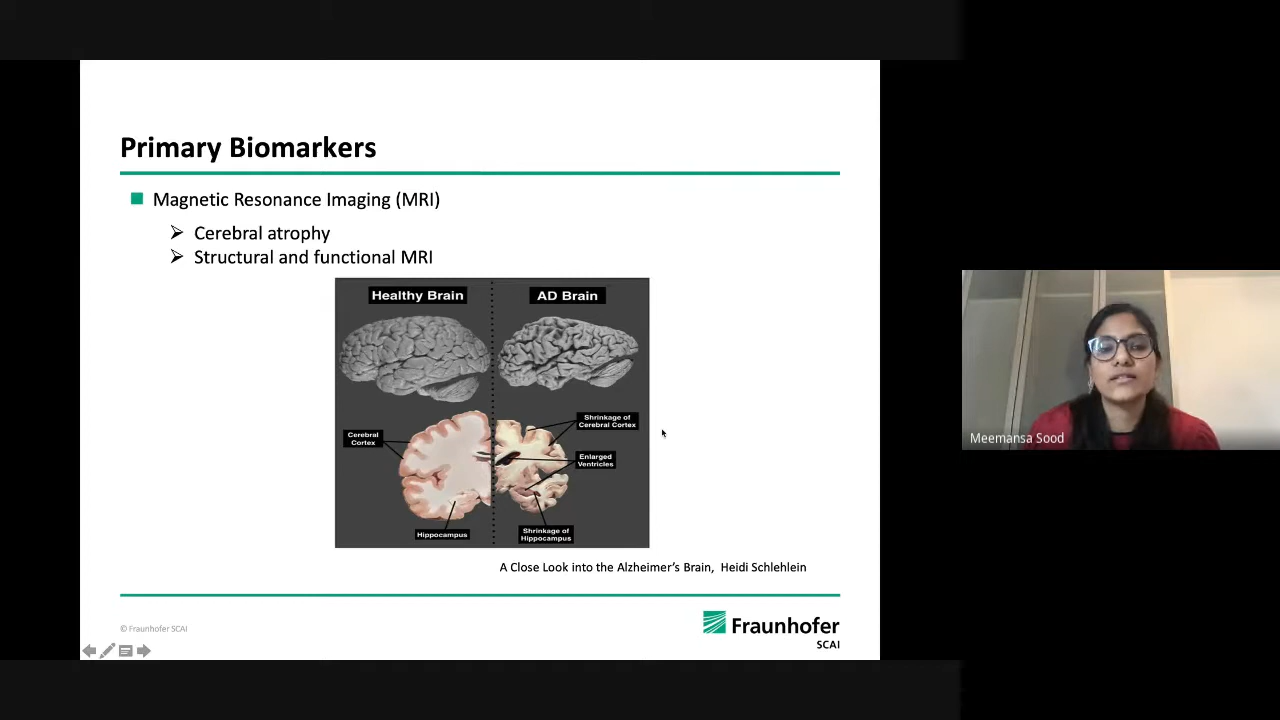 Primary Biomarkers
Magnetic Resonance Imaging (MRI)
Cerebral atrophy
Structural and functional MRI
Healthy Brain
AD Brain
Cerebral
Cortex
Shrinkage of
Cerebral Cortex
Enlarged
Ventricles
Hippocampus
Shrinkage of
Hippocampus
A Close Look into the Alzheimer's Brain, Heidi Schlehlein
© Fraunhofer SCAI
Fraunhofer
SCAI
Meemansa Sood